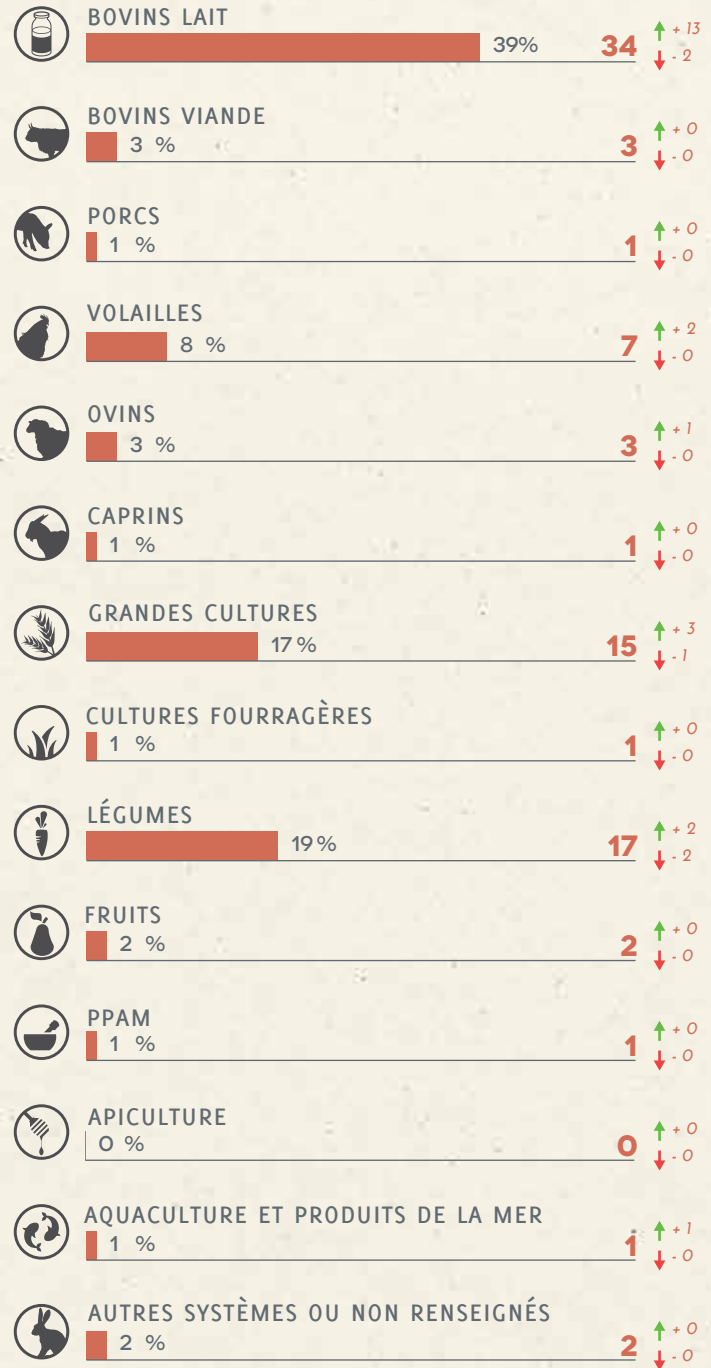 BOVINS LAIT
39% 34 + 13
- 2
BOVINS VIANDE
3 % 3 + 0
- 0
PORCS
1 % 1 + 0
- 0
VOLAILLES
8 % 7 + 2
- 0
OVINS
3 % 3 + 1
- 0
CAPRINS
1 % 1 + 0
- 0
GRANDES CULTURES
17% 15 + 3
- 1
CULTURES FOURRAGÈRES
1 % 1 + 0
- 0
LÉGUMES
19% 17 + 2
- 2
FRUITS
2 % 2 + 0
- 0
PPAM
1 % 1 + 0
- 0
APICULTURE
0 % 0 + 0
- 0
AQUACULTURE ET PRODUITS DE LA MER
1 % 1 + 1
- 0
AUTRES SYSTÈMES OU NON RENSEIGNÉS
2 % 2 + 0
- 0